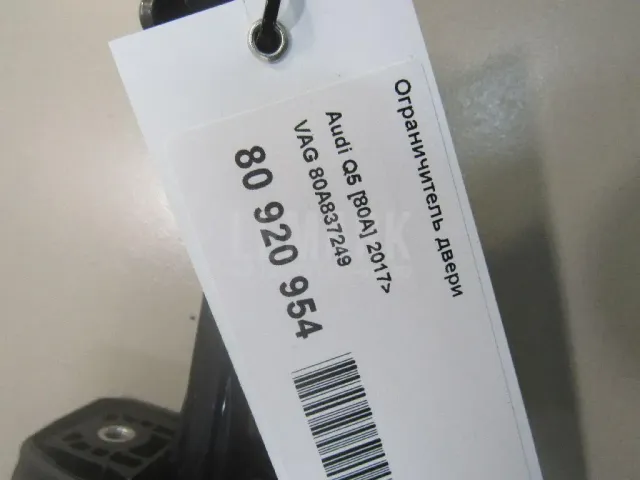 Ограничитель двери
Audi Q5 [80A] 2017>
VAG 80A837249
80 920 954